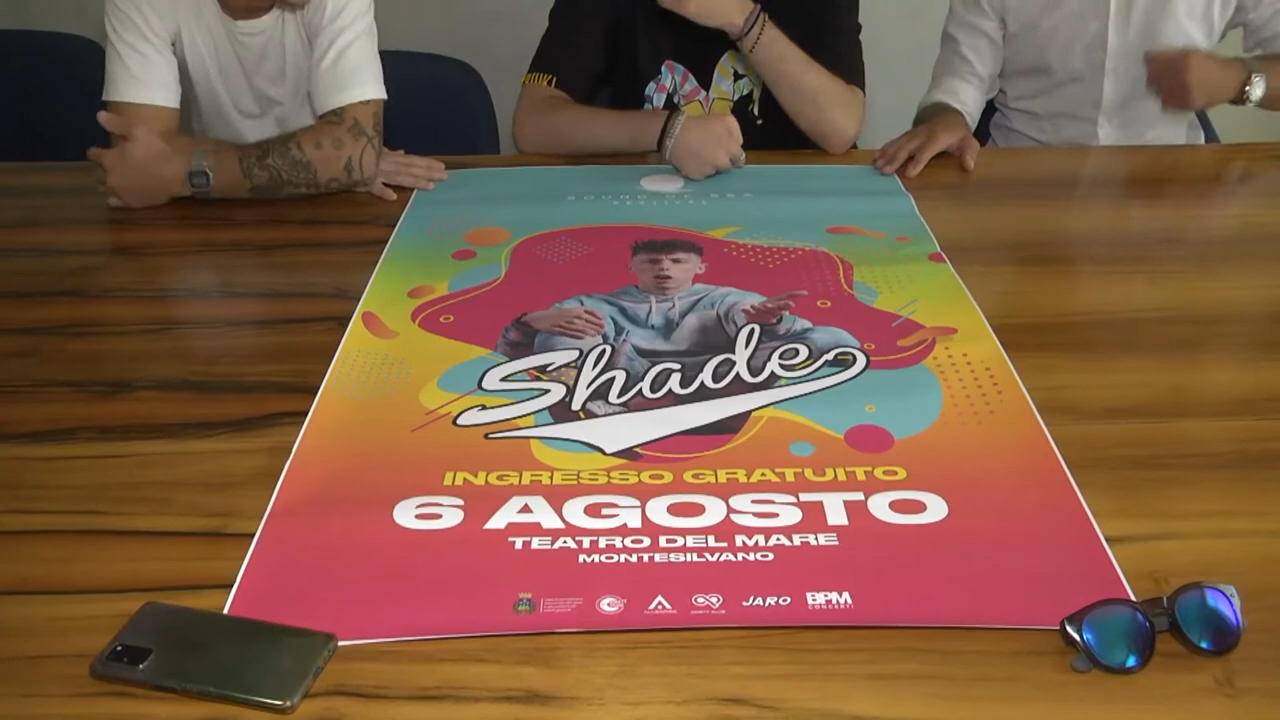 SOUND OF SEA
FESTIVAL
Shade
INGRESSO GRATUITO
6 AGOSTO
TEATRO DEL MARE
MONTESILVANO
JARO
BPM
CONCERTI